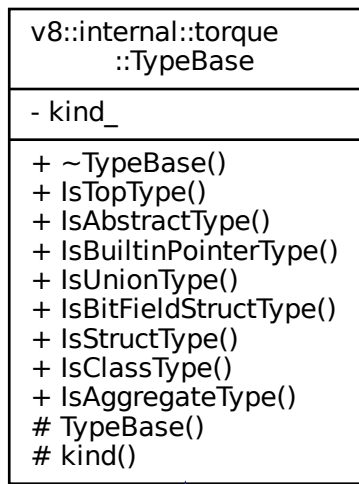 v8::internal::torque
::TypeBase
- kind_
+ ~TypeBase()
+ IsTopType()
+ IsAbstractType()
+ IsBuiltinPointerType()
+ IsUnionType()
+ IsBitFieldStructType()
+ IsStructType()
+ IsClassType()
+ IsAggregateType()
# TypeBase()
# kind()